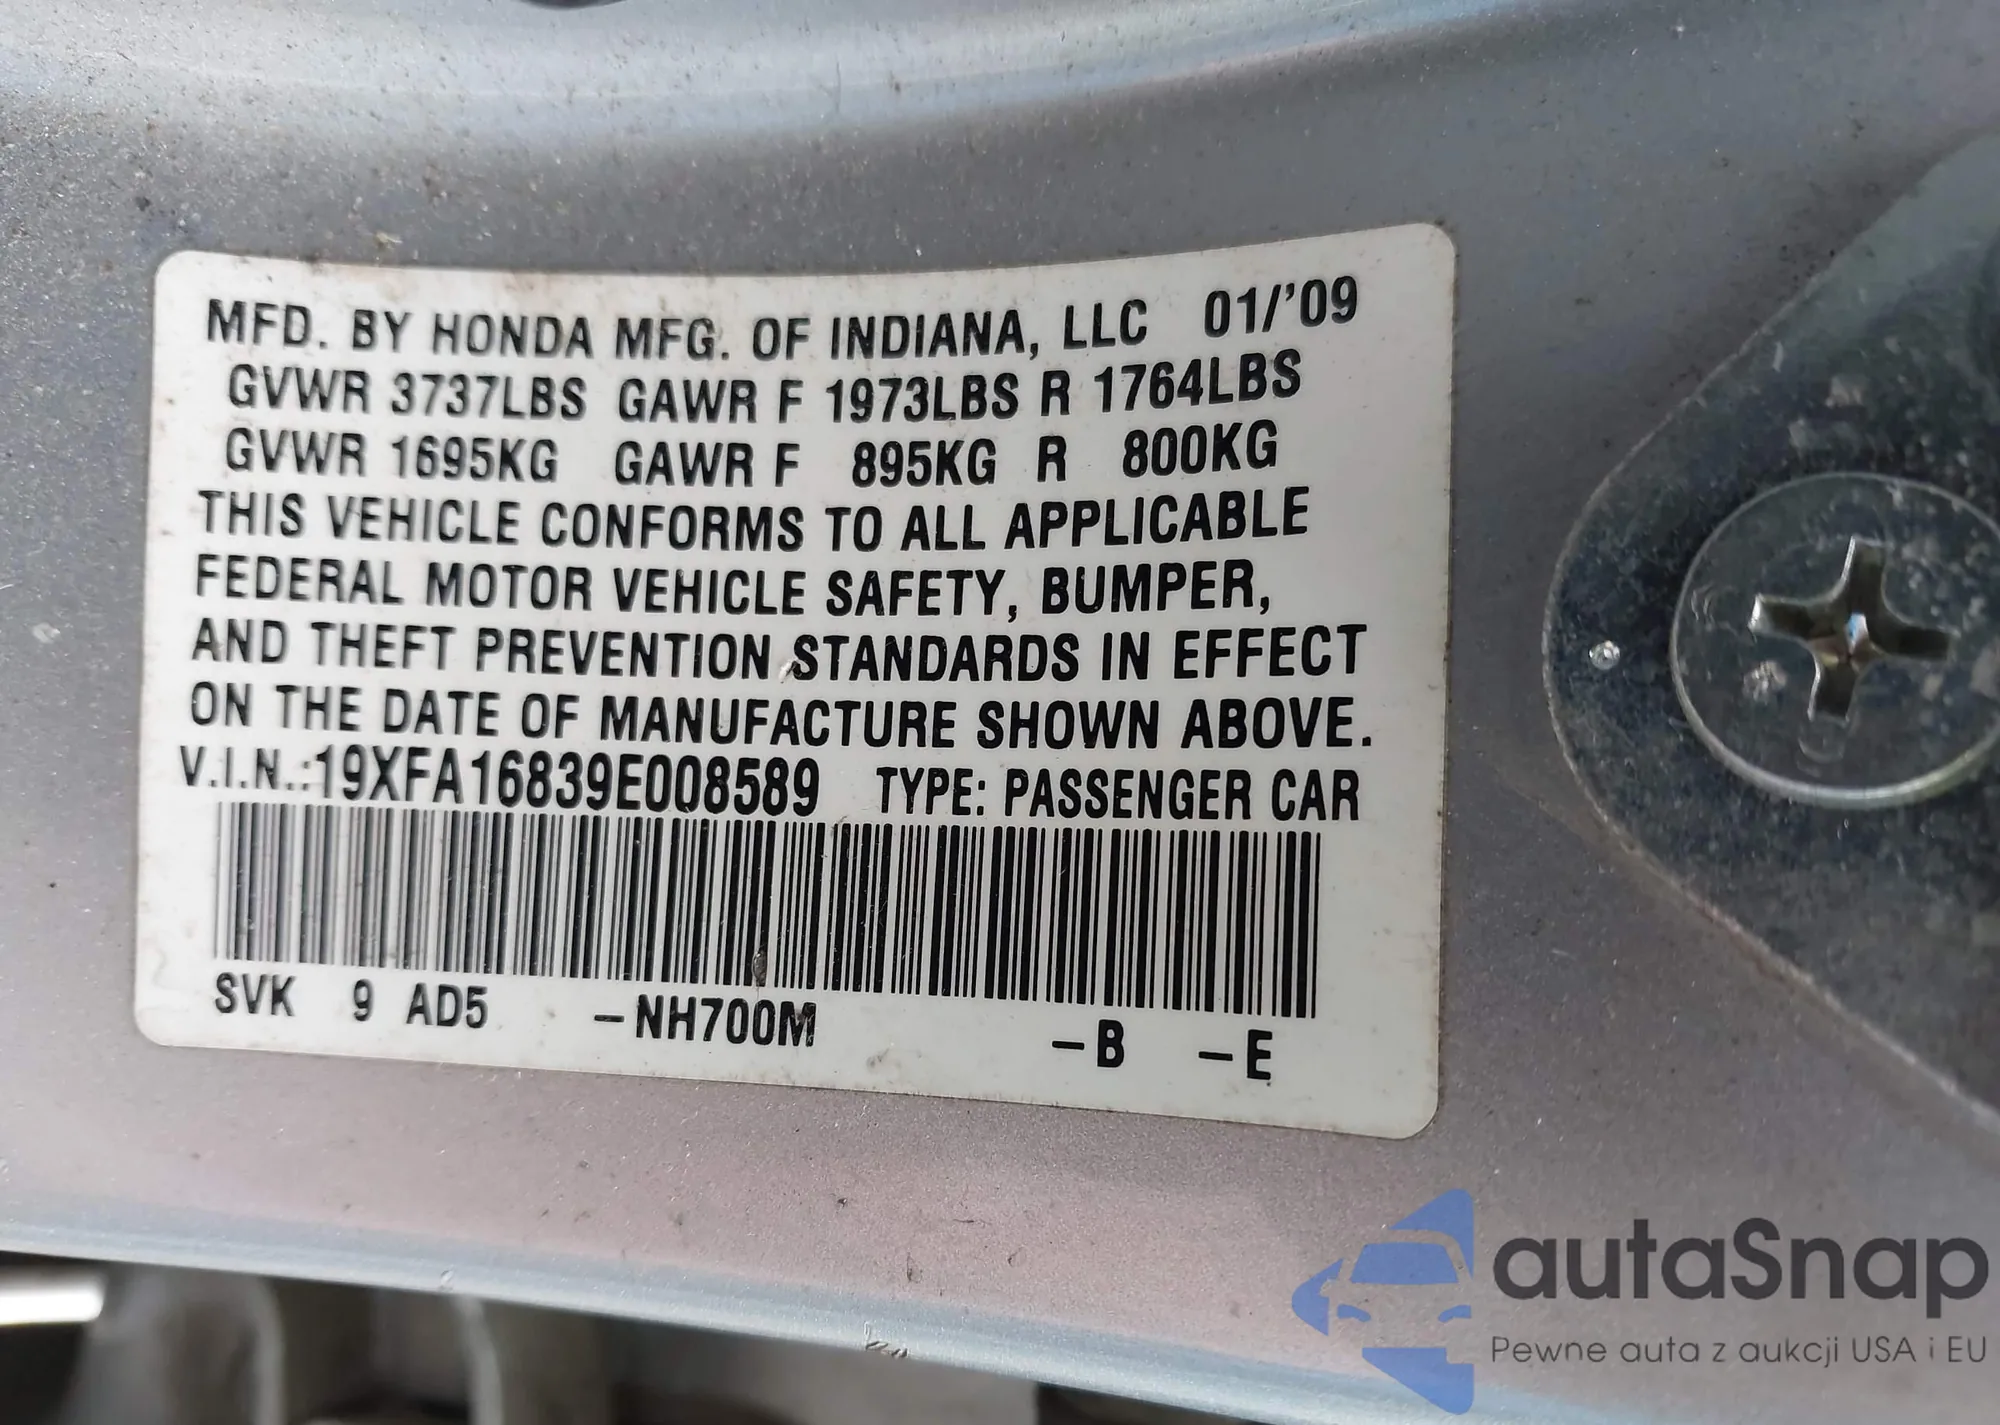 MFD. BY HONDA MFG. OF INDIANA, LLC 01/'09
GVWR 3737LBS GAWR F 1973LBS R 1764LBS
GVWR 1695KG GAWR F 895KG R 800KG
THIS VEHICLE CONFORMS TO ALL APPLICABLE
FEDERAL MOTOR VEHICLE SAFETY, BUMPER,
AND THEFT PREVENTION STANDARDS IN EFFECT
ON THE DATE OF MANUFACTURE SHOWN ABOVE.
V.I.N.:19XFA16839E008589 TYPE: PASSENGER CAR
SVK 9 AD5 -NH700M -B -E
autaSnap
Pewne auta z aukcji USA i EU